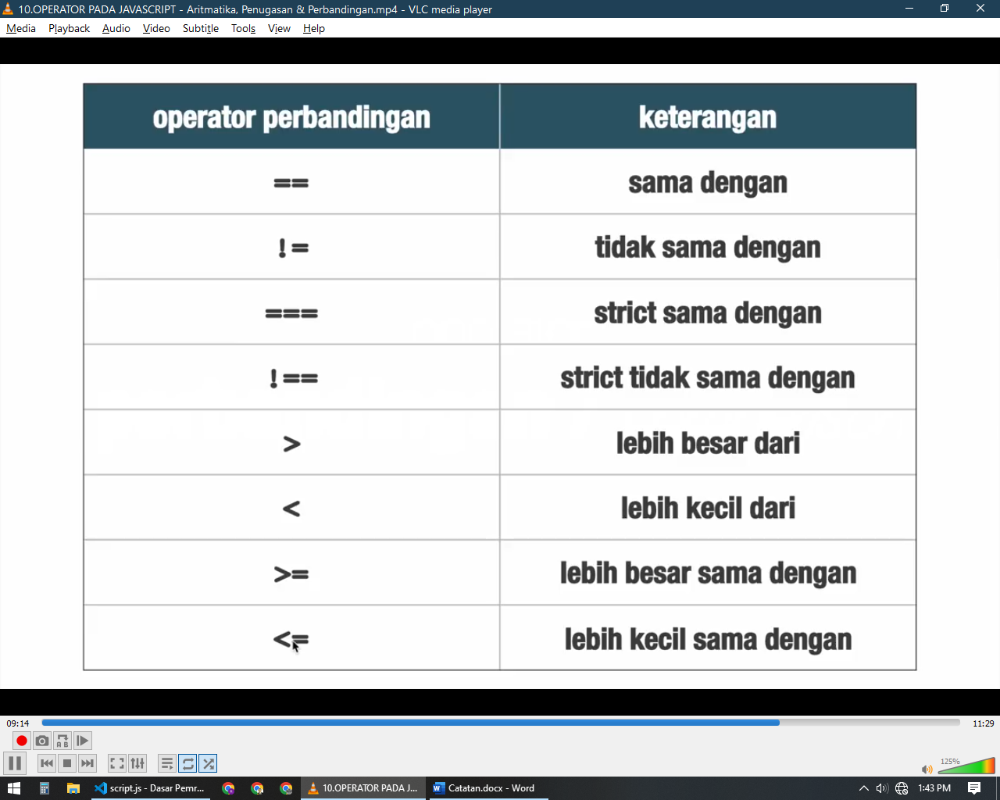 10.OPERATOR PADA JAVASCRIPT - Aritmatika, Penugasan & Perbandingan.mp4 - VLC media player
Media Playback Audio Video Subtitle Tools View Help
operator perbandingan keterangan
== sama dengan
!= tidak sama dengan
=== strict sama dengan
!== strict tidak sama dengan
> lebih besar dari
< lebih kecil dari
>= lebih besar sama dengan
<= lebih kecil sama dengan
09:14 11:29
A B
125%
script.js - Dasar Pemr... 10.OPERATOR PADA J... Catatan.docx - Word 1:43 PM